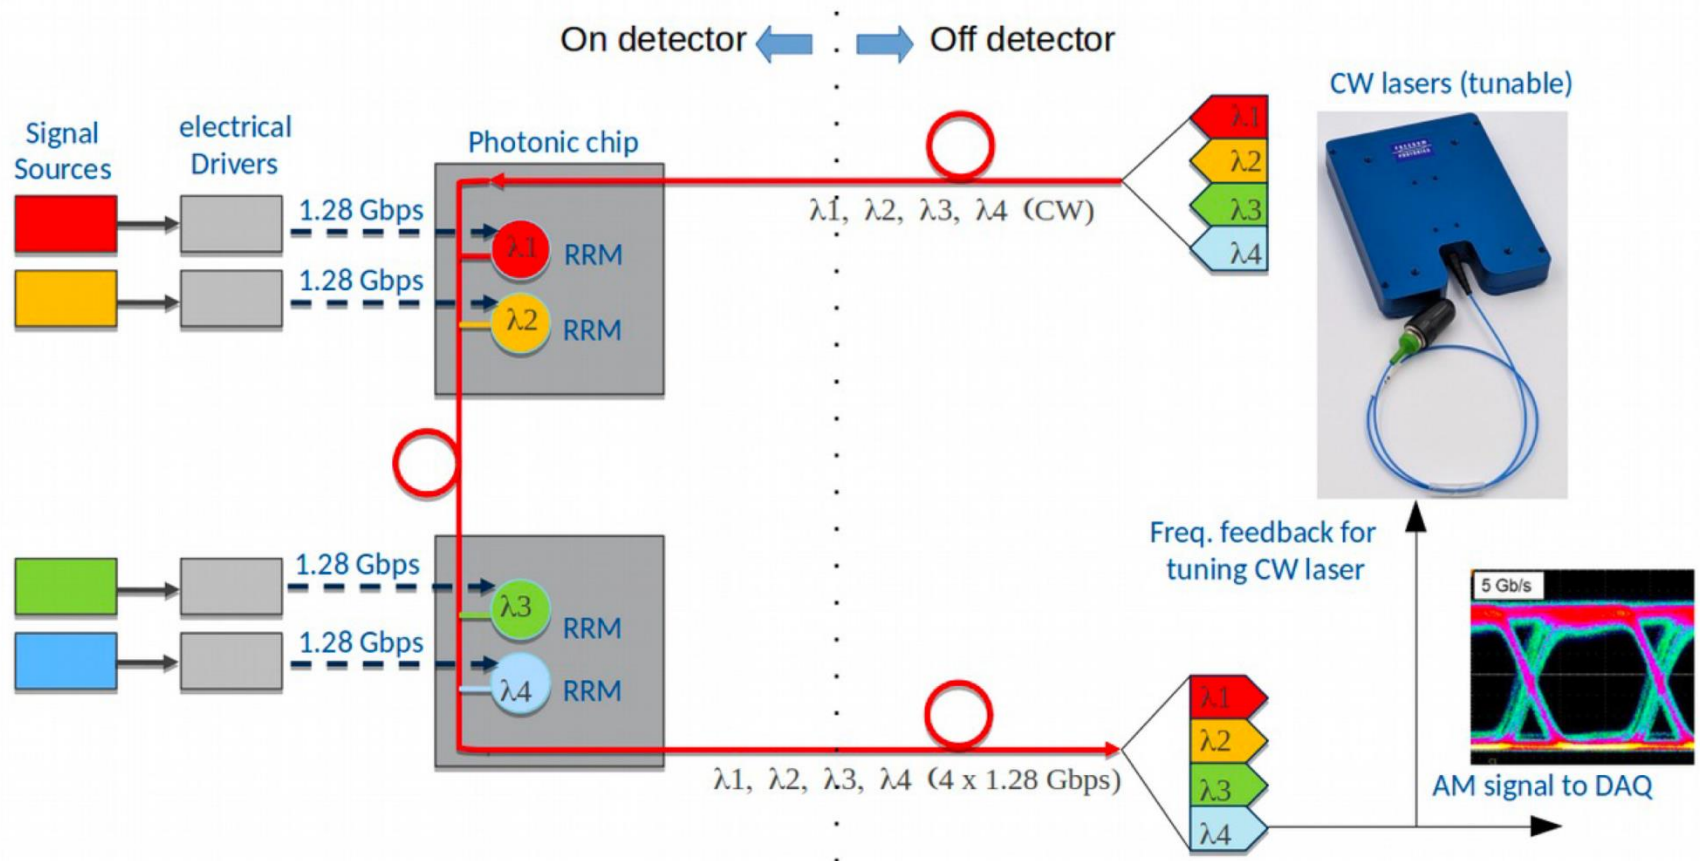 On detector
Off detector
CW lasers (tunable)
Signal
Sources
electrical
Drivers
Photonic chip
λ1
λ2
λ3
λ4
λ1, λ2, λ3, λ4 (CW)
1.28 Gbps
λ1
RRM
1.28 Gbps
λ2
RRM
Freq. feedback for
tuning CW laser
1.28 Gbps
λ3
RRM
1.28 Gbps
λ4
RRM
5 Gb/s
λ1
λ2
λ3
λ4
λ1, λ2, λ3, λ4 (4 x 1.28 Gbps)
AM signal to DAQ